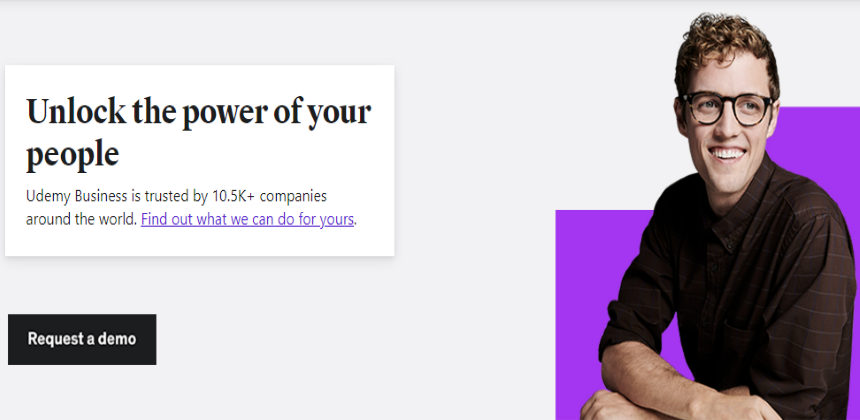 Unlock the power of your
people
Udemy Business is trusted by 10.5K+ companies
around the world. Find out what we can do for yours.
Request a demo